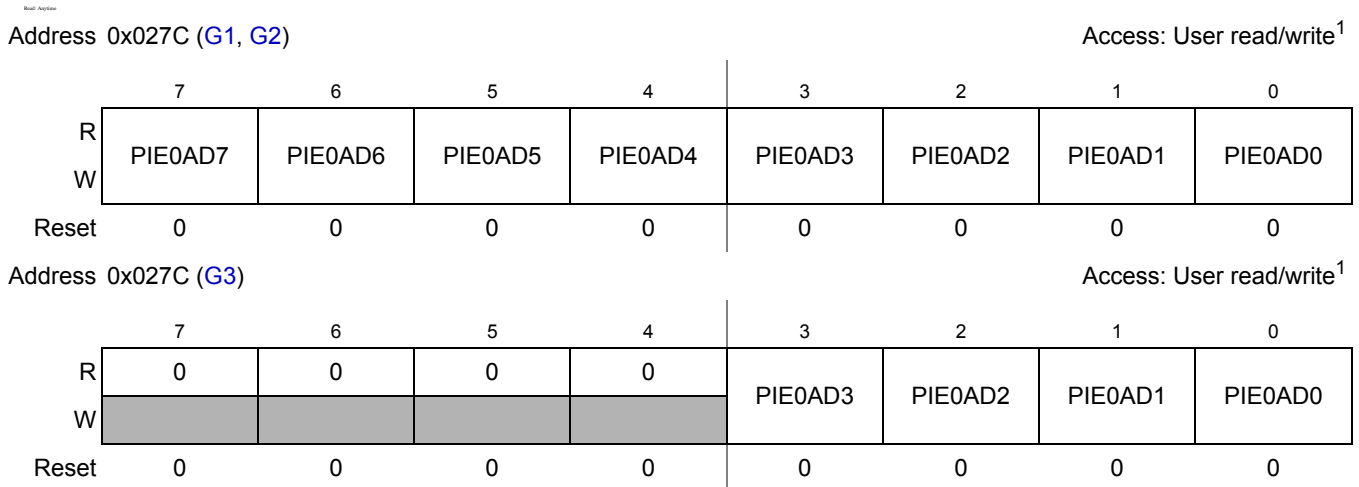 Read: Anytime
Address 0x027C (G1, G2) Access: User read/write1
7 6 5 4 3 2 1 0
R
PIE0AD7 PIE0AD6 PIE0AD5 PIE0AD4 PIE0AD3 PIE0AD2 PIE0AD1 PIE0AD0
W
Reset 0 0 0 0 0 0 0 0
Address 0x027C (G3) Access: User read/write1
7 6 5 4 3 2 1 0
R 0 0 0 0
PIE0AD3 PIE0AD2 PIE0AD1 PIE0AD0
W
Reset 0 0 0 0 0 0 0 0